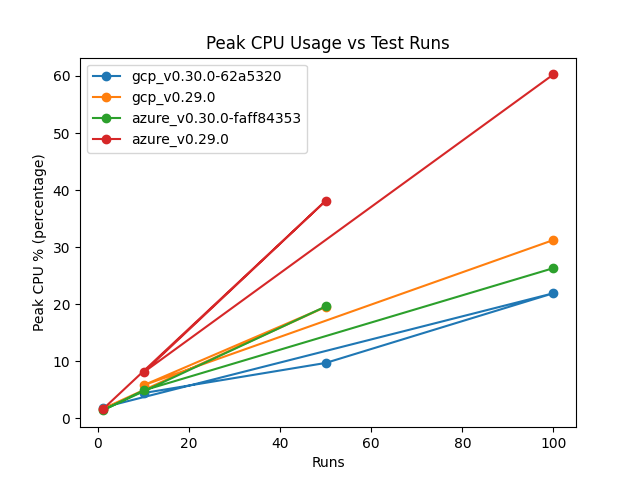 Peak CPU Usage vs Test Runs
gcp_v0.30.0-62a5320
gcp_v0.29.0
azure_v0.30.0-faff84353
azure_v0.29.0
Peak CPU % (percentage)
60
50
40
30
20
10
0
0 20 40 60 80 100
Runs